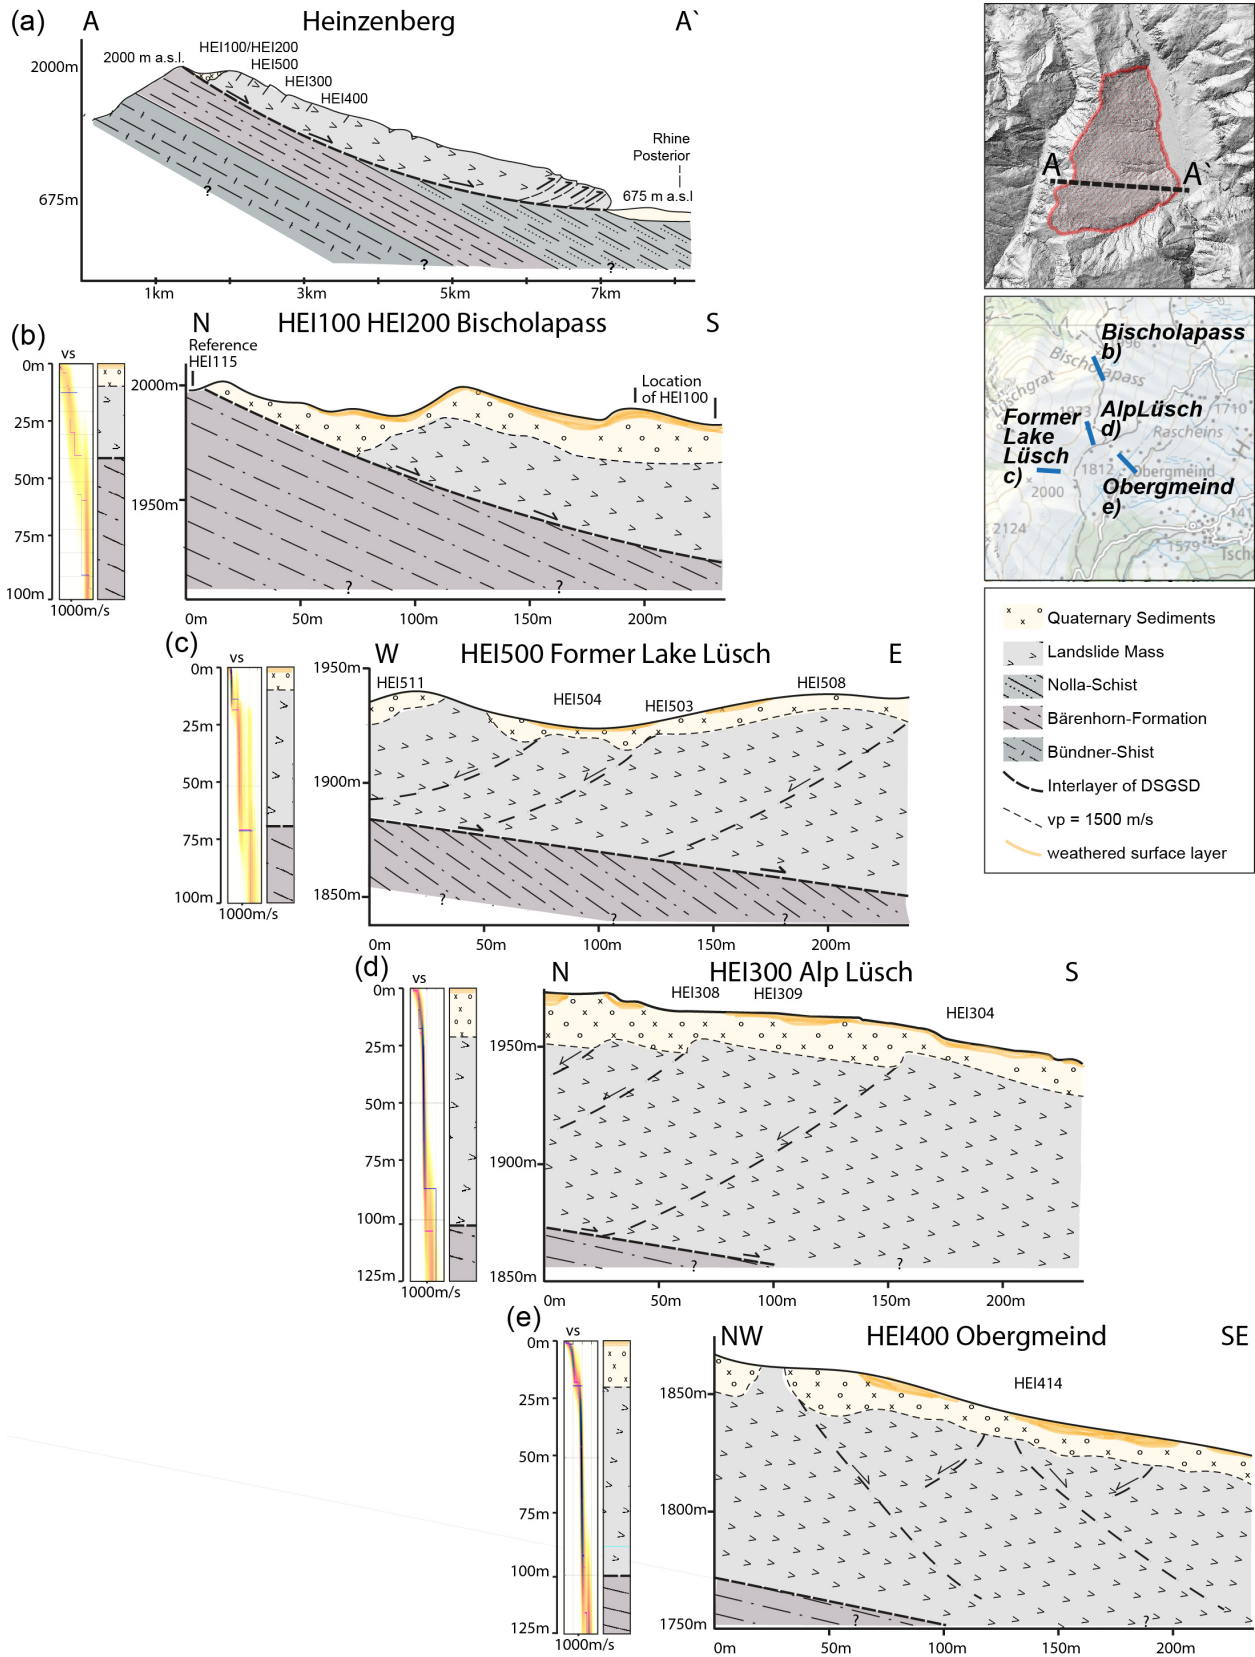 (a) A Heinzenberg A`
2000m
2000 m a.s.l.
HEI100/HEI200
HEI500
HEI300
HEI400
Rhine
Posterior
675m
675 m a.s.l
?
?
?
1km 3km 5km 7km
A A`
(b) N HEI100 HEI200 Bischolapass S
vs
0m
25m
50m
75m
100m
1000m/s
Reference
HEI115
2000m
1950m
Location
of HEI100
? ?
0m 50m 100m 150m 200m
Bischolapass
b)
Bischolapass
AlpLüsch
d)
1710
Rascheins
Former
Lake
Lüsch
c)
1812
Obergmeind
2000
Obergmeind
e)
2124
1579
Tsch
(c) W HEI500 Former Lake Lüsch E
vs
0m
25m
50m
75m
100m
1000m/s
1950m
1900m
1850m
HEI511
HEI504
HEI503
HEI508
? ? ?
0m 50m 100m 150m 200m
Quaternary Sediments
Landslide Mass
Nolla-Schist
Bärenhorn-Formation
Bündner-Shist
Interlayer of DSGSD
vp = 1500 m/s
weathered surface layer
(d) N HEI300 Alp Lüsch S
vs
0m
25m
50m
75m
100m
125m
1000m/s
HEI308 HEI309
HEI304
1950m
1900m
1850m
? ?
0m 50m 100m 150m 200m
(e) NW HEI400 Obergmeind SE
vs
0m
25m
50m
75m
100m
125m
1000m/s
HEI414
1850m
1800m
1750m
? ?
0m 50m 100m 150m 200m